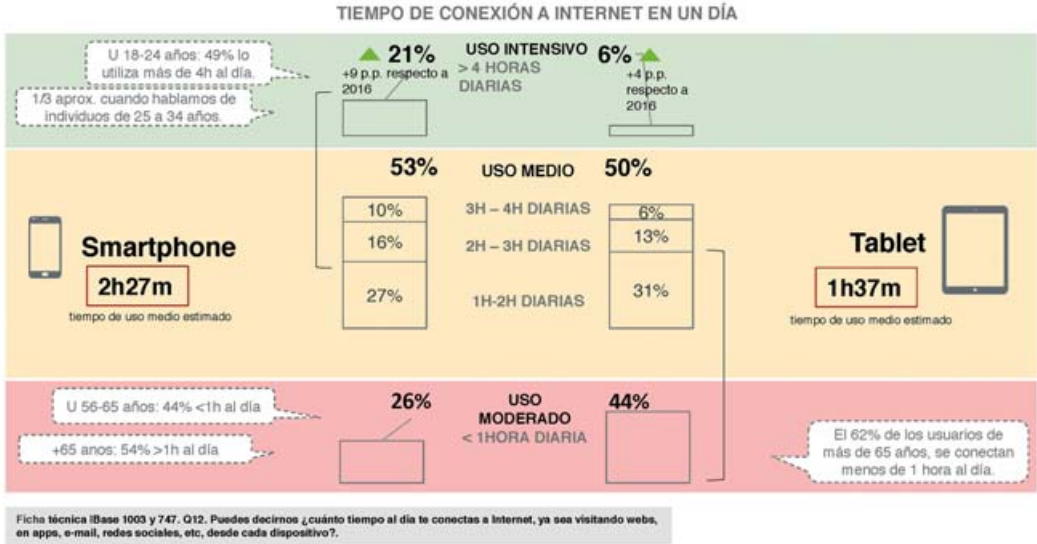 TIEMPO DE CONEXIÓN A INTERNET EN UN DÍA
U 18-24 años: 49% lo
utiliza más de 4h al día.
1/3 aprox. cuando hablamos de
individuos de 25 a 34 años.
21%
+9 p.p. respecto a
2016
USO INTENSIVO
> 4 HORAS
DIARIAS
6%
+4 p.p.
respecto a
2016
53%
USO MEDIO
50%
10%
3H – 4H DIARIAS
6%
16%
2H – 3H DIARIAS
13%
27%
1H-2H DIARIAS
31%
Smartphone
2h27m
tiempo de uso medio estimado
Tablet
1h37m
tiempo de uso medio estimado
U 56-65 años: 44% <1h al día
+65 anos: 54% >1h al día
26%
USO
MODERADO
< 1HORA DIARIA
44%
El 62% de los usuarios de
más de 65 años, se conectan
menos de 1 hora al día.
Ficha técnica IBase 1003 y 747. Q12. Puedes decirnos ¿cuánto tiempo al día te conectas a Internet, ya sea visitando webs,
en apps, e-mail, redes sociales, etc, desde cada dispositivo?.